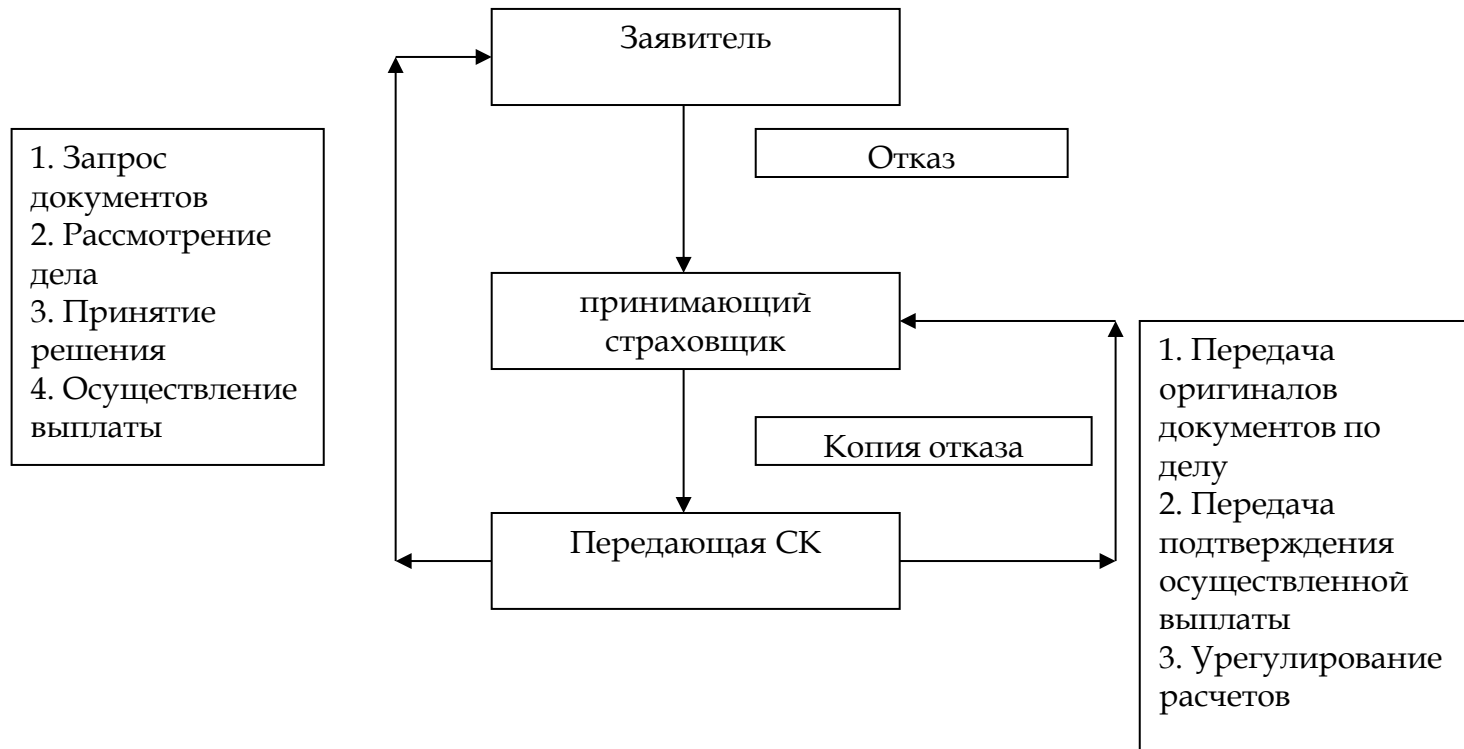 Заявитель
1. Запрос
документов
2. Рассмотрение
дела
3. Принятие
решения
4. Осуществление
выплаты
Отказ
принимающий
страховщик
Копия отказа
Передающая СК
1. Передача
оригиналов
документов по
делу
2. Передача
подтверждения
осуществленной
выплаты
3. Урегулирование
расчетов